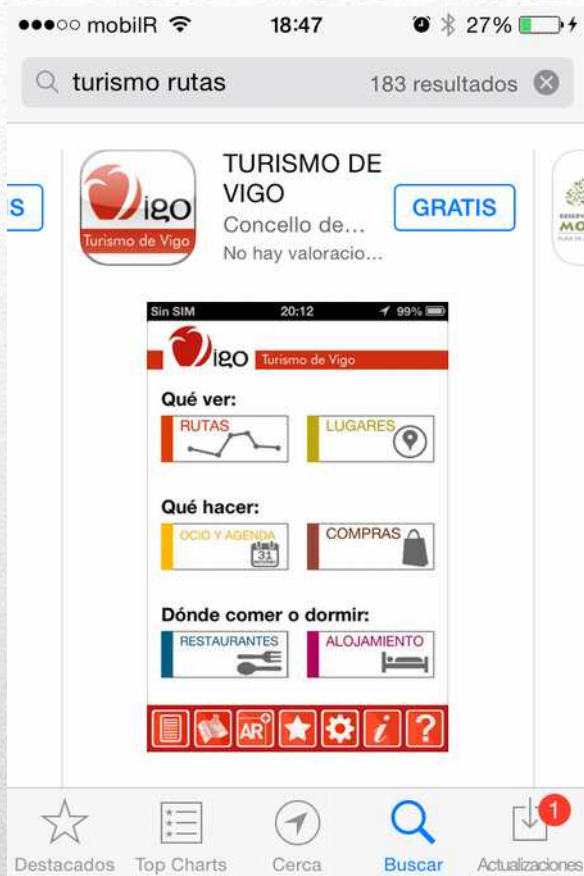 mobilR 18:47 27%
turismo rutas 183 resultados
S
TURISMO DE
VIGO
GRATIS
Concello de...
No hay valoracio...
Vigo
Turismo de Vigo
Sin SIM 20:12 99%
Vigo Turismo de Vigo
Qué ver:
RUTAS LUGARES
Qué hacer:
OCIO Y AGENDA COMPRAS
31
Dónde comer o dormir:
RESTAURANTES ALOJAMIENTO
AR+ i ?
1
Destacados Top Charts Cerca Buscar Actualizaciones